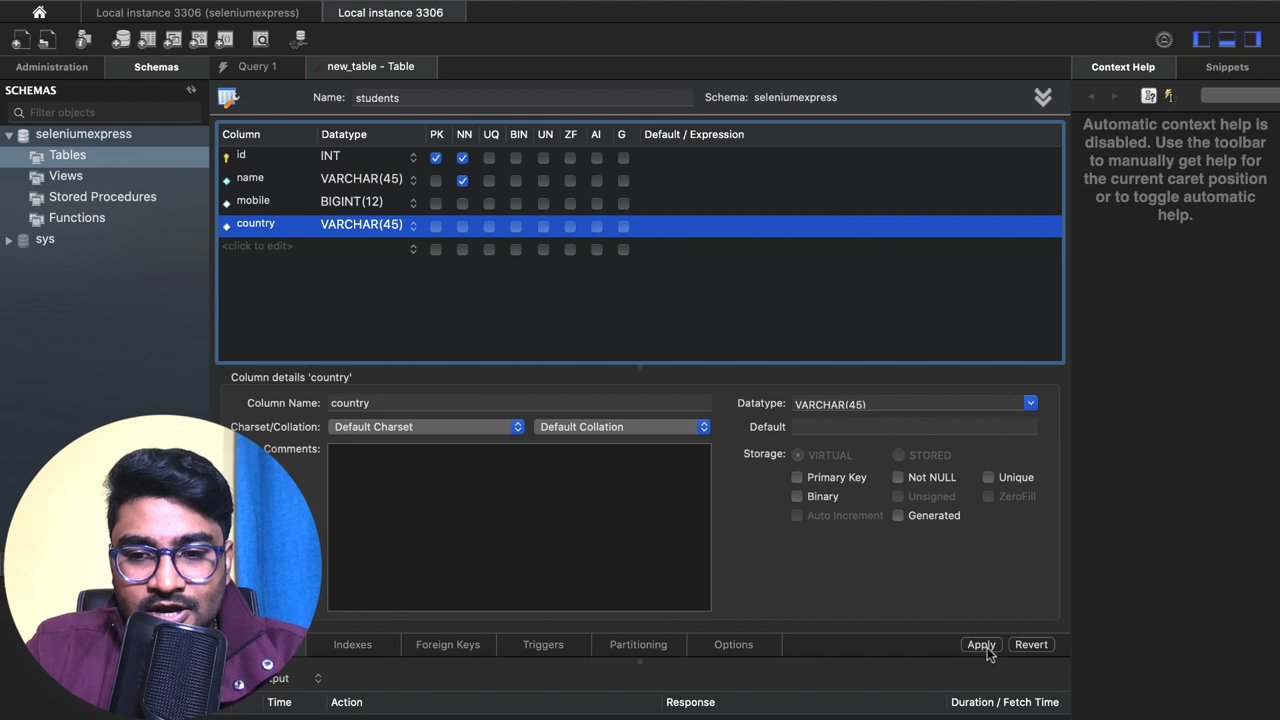 Local instance 3306 (seleniumexpress)
Local instance 3306
Administration
Schemas
Query 1
new_table - Table
Context Help
Snippets
SCHEMAS
Filter objects
seleniumexpress
Tables
Views
Stored Procedures
Functions
sys
Name: students
Schema: seleniumexpress
Column Datatype PK NN UQ BIN UN ZF AI G Default / Expression
id INT
name VARCHAR(45)
mobile BIGINT(12)
country VARCHAR(45)
<click to edit>
Automatic context help is
disabled. Use the toolbar
to manually get help for
the current caret position
or to toggle automatic
help.
Column details 'country'
Column Name: country
Datatype: VARCHAR(45)
Charset/Collation: Default Charset Default Collation
Default
Comments:
Storage: VIRTUAL STORED
Primary Key Not NULL Unique
Binary Unsigned ZeroFill
Auto Increment Generated
Indexes Foreign Keys Triggers Partitioning Options Apply Revert
Time Action Response Duration / Fetch Time